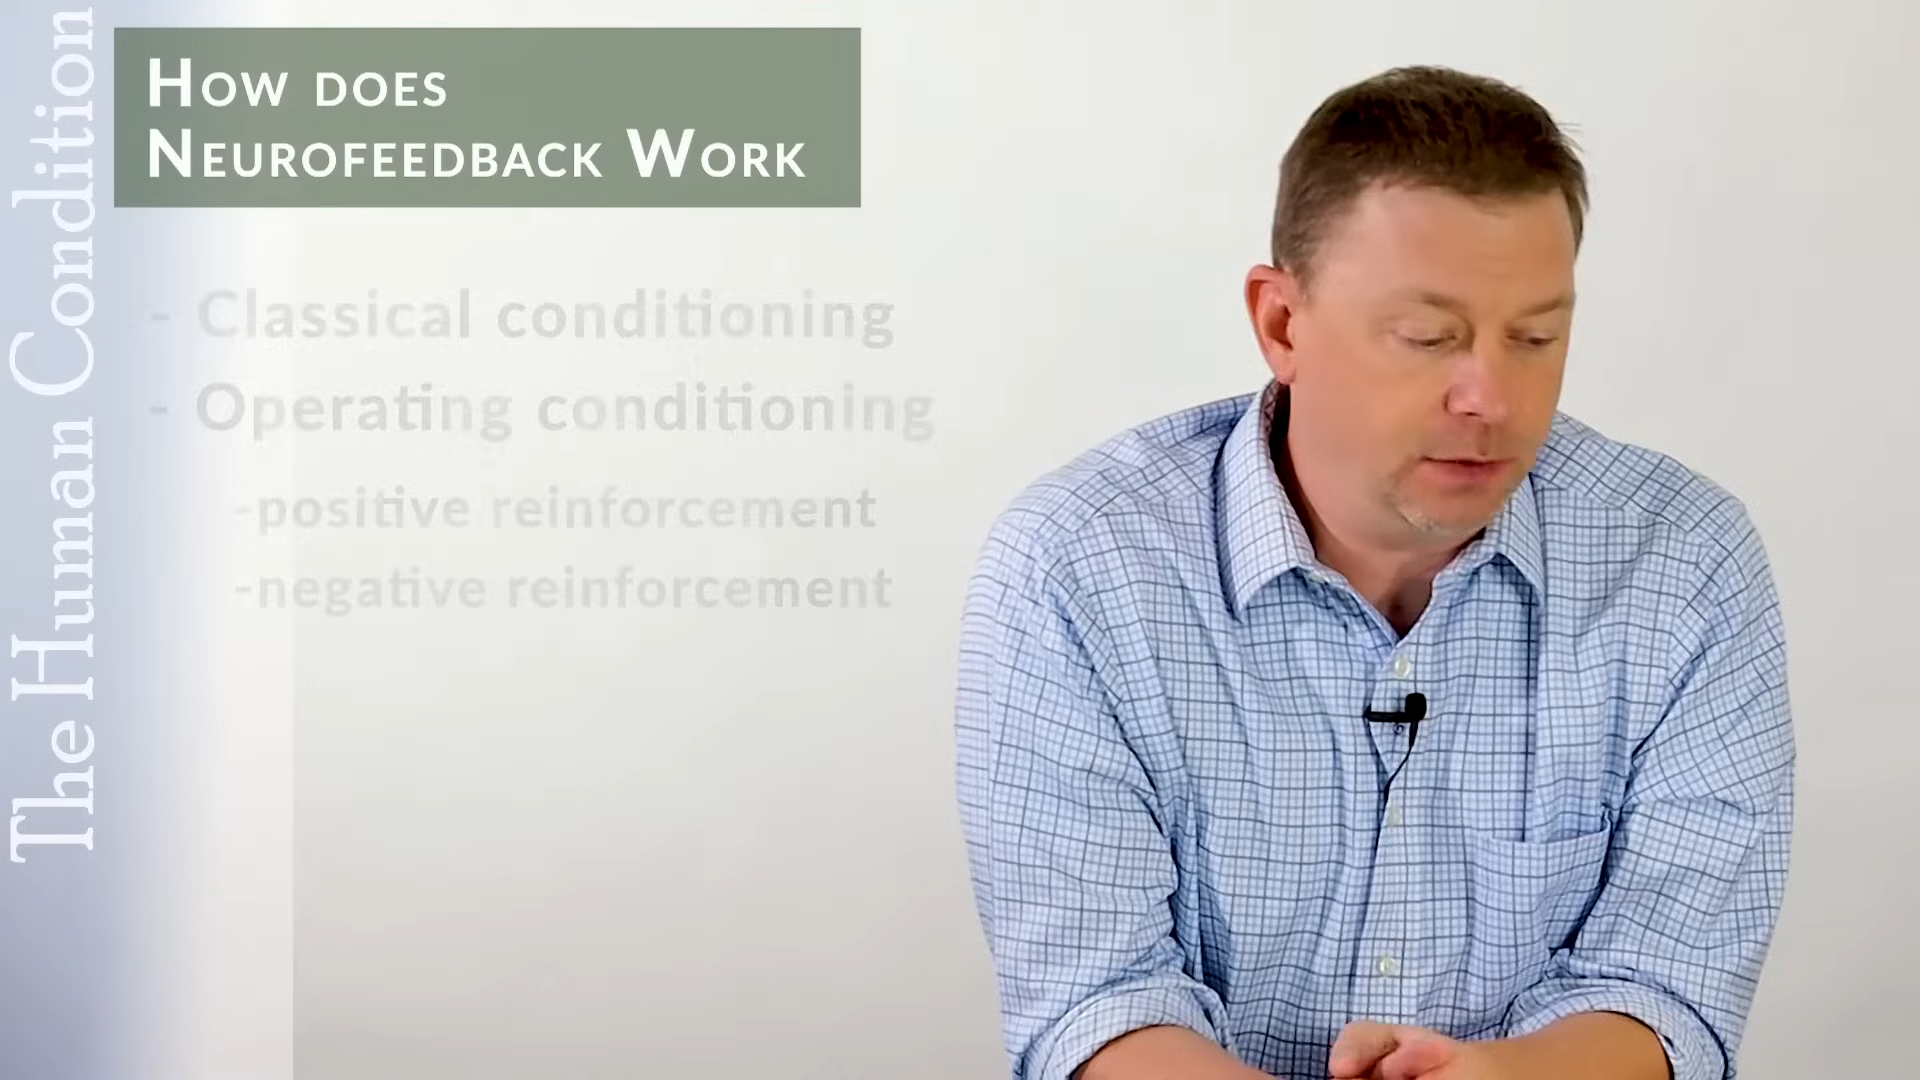 The Human Condition
How does
Neurofeedback Work
- Classical conditioning
- Operating conditioning
-positive reinforcement
-negative reinforcement